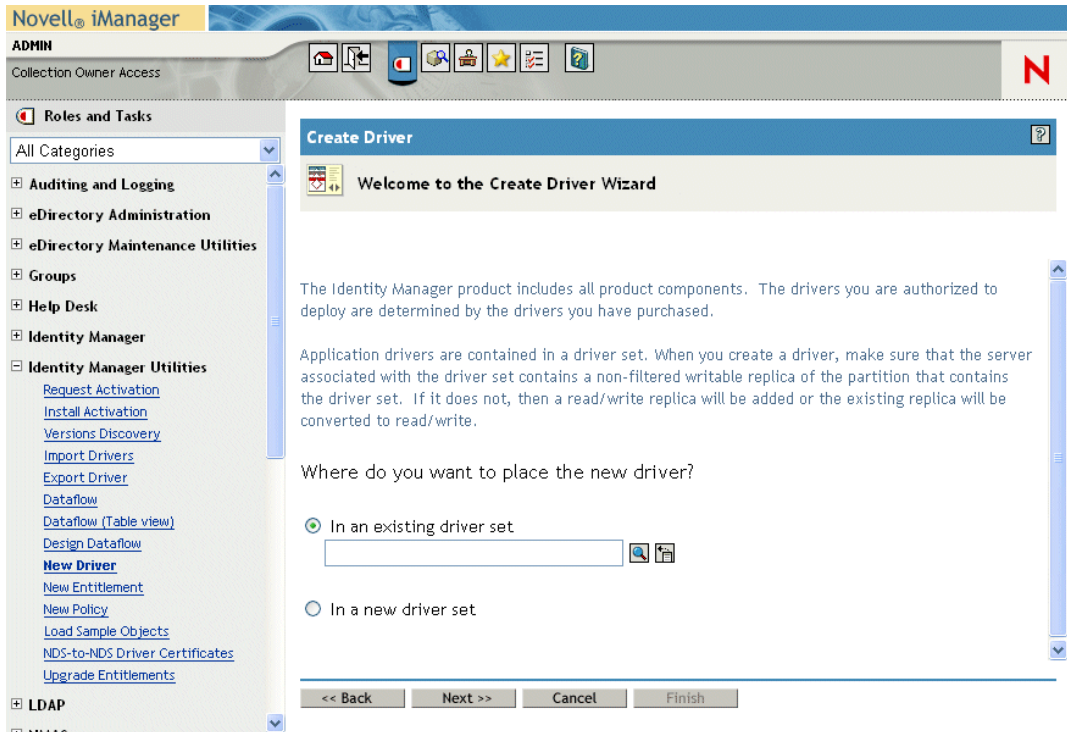 Novell® iManager
ADMIN
Collection Owner Access
N
Roles and Tasks
All Categories
Auditing and Logging
eDirectory Administration
eDirectory Maintenance Utilities
Groups
Help Desk
Identity Manager
Identity Manager Utilities
Request Activation
Install Activation
Versions Discovery
Import Drivers
Export Driver
Dataflow
Dataflow (Table view)
Design Dataflow
New Driver
New Entitlement
New Policy
Load Sample Objects
NDS-to-NDS Driver Certificates
Upgrade Entitlements
LDAP
Create Driver
?
Welcome to the Create Driver Wizard
The Identity Manager product includes all product components. The drivers you are authorized to
deploy are determined by the drivers you have purchased.
Application drivers are contained in a driver set. When you create a driver, make sure that the server
associated with the driver set contains a non-filtered writable replica of the partition that contains
the driver set. If it does not, then a read/write replica will be added or the existing replica will be
converted to read/write.
Where do you want to place the new driver?
In an existing driver set
In a new driver set
<< Back
Next >>
Cancel
Finish